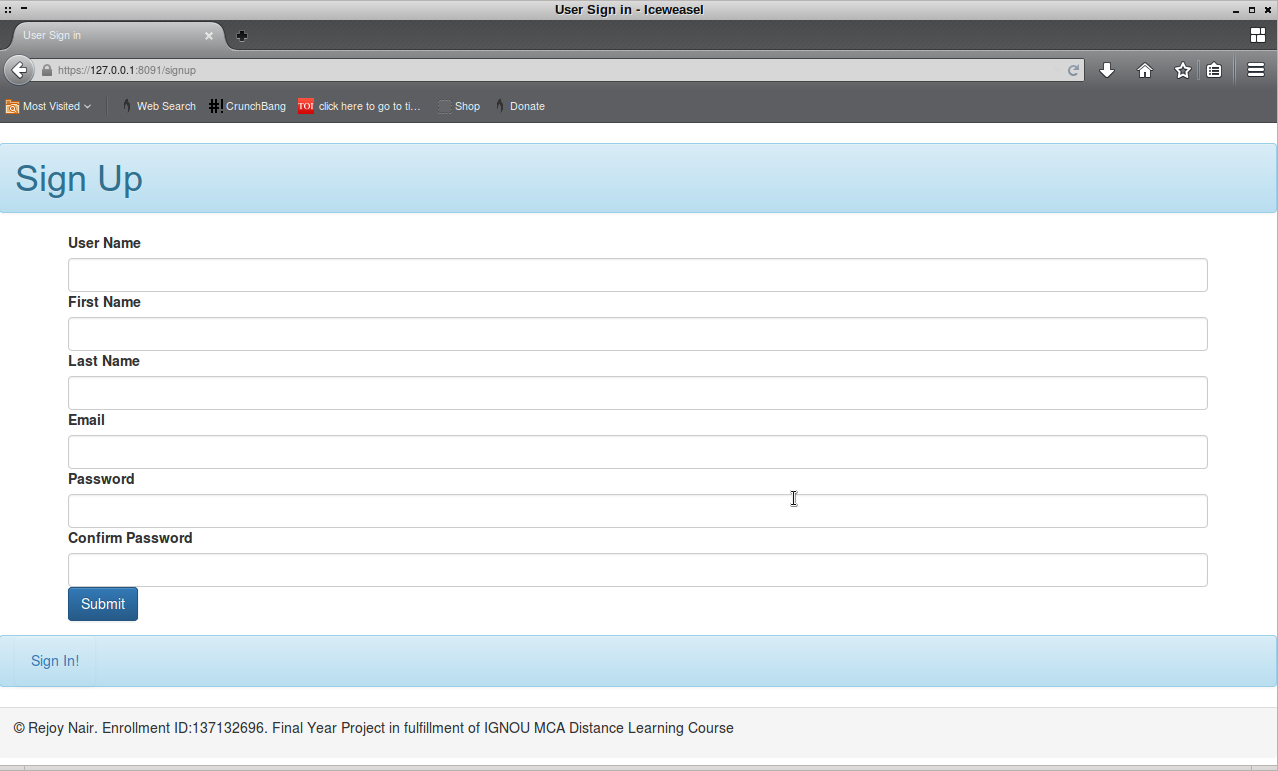 User Sign in - Iceweasel
User Sign in
https://127.0.0.1:8091/signup
Most Visited Web Search #! CrunchBang TOI click here to go to ti... Shop Donate
Sign Up
User Name
First Name
Last Name
Email
Password
Confirm Password
Submit
Sign In!
© Rejoy Nair. Enrollment ID:137132696. Final Year Project in fulfillment of IGNOU MCA Distance Learning Course